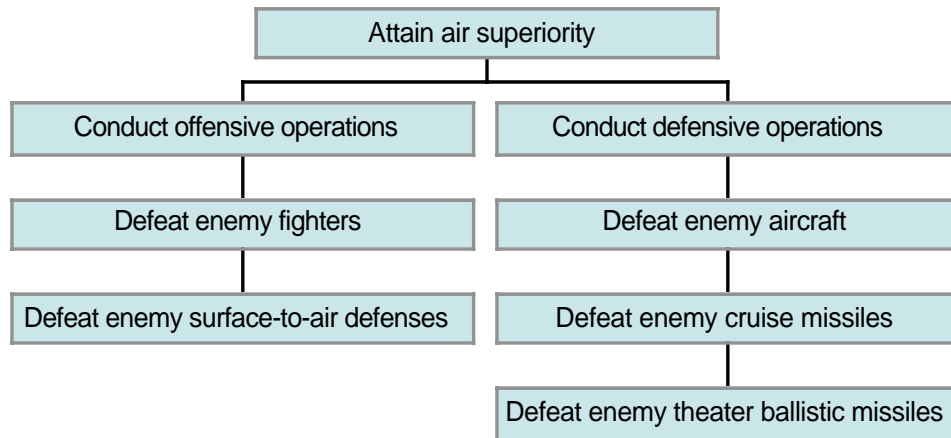 Attain air superiority
Conduct offensive operations
Conduct defensive operations
Defeat enemy fighters
Defeat enemy aircraft
Defeat enemy surface-to-air defenses
Defeat enemy cruise missiles
Defeat enemy theater ballistic missiles